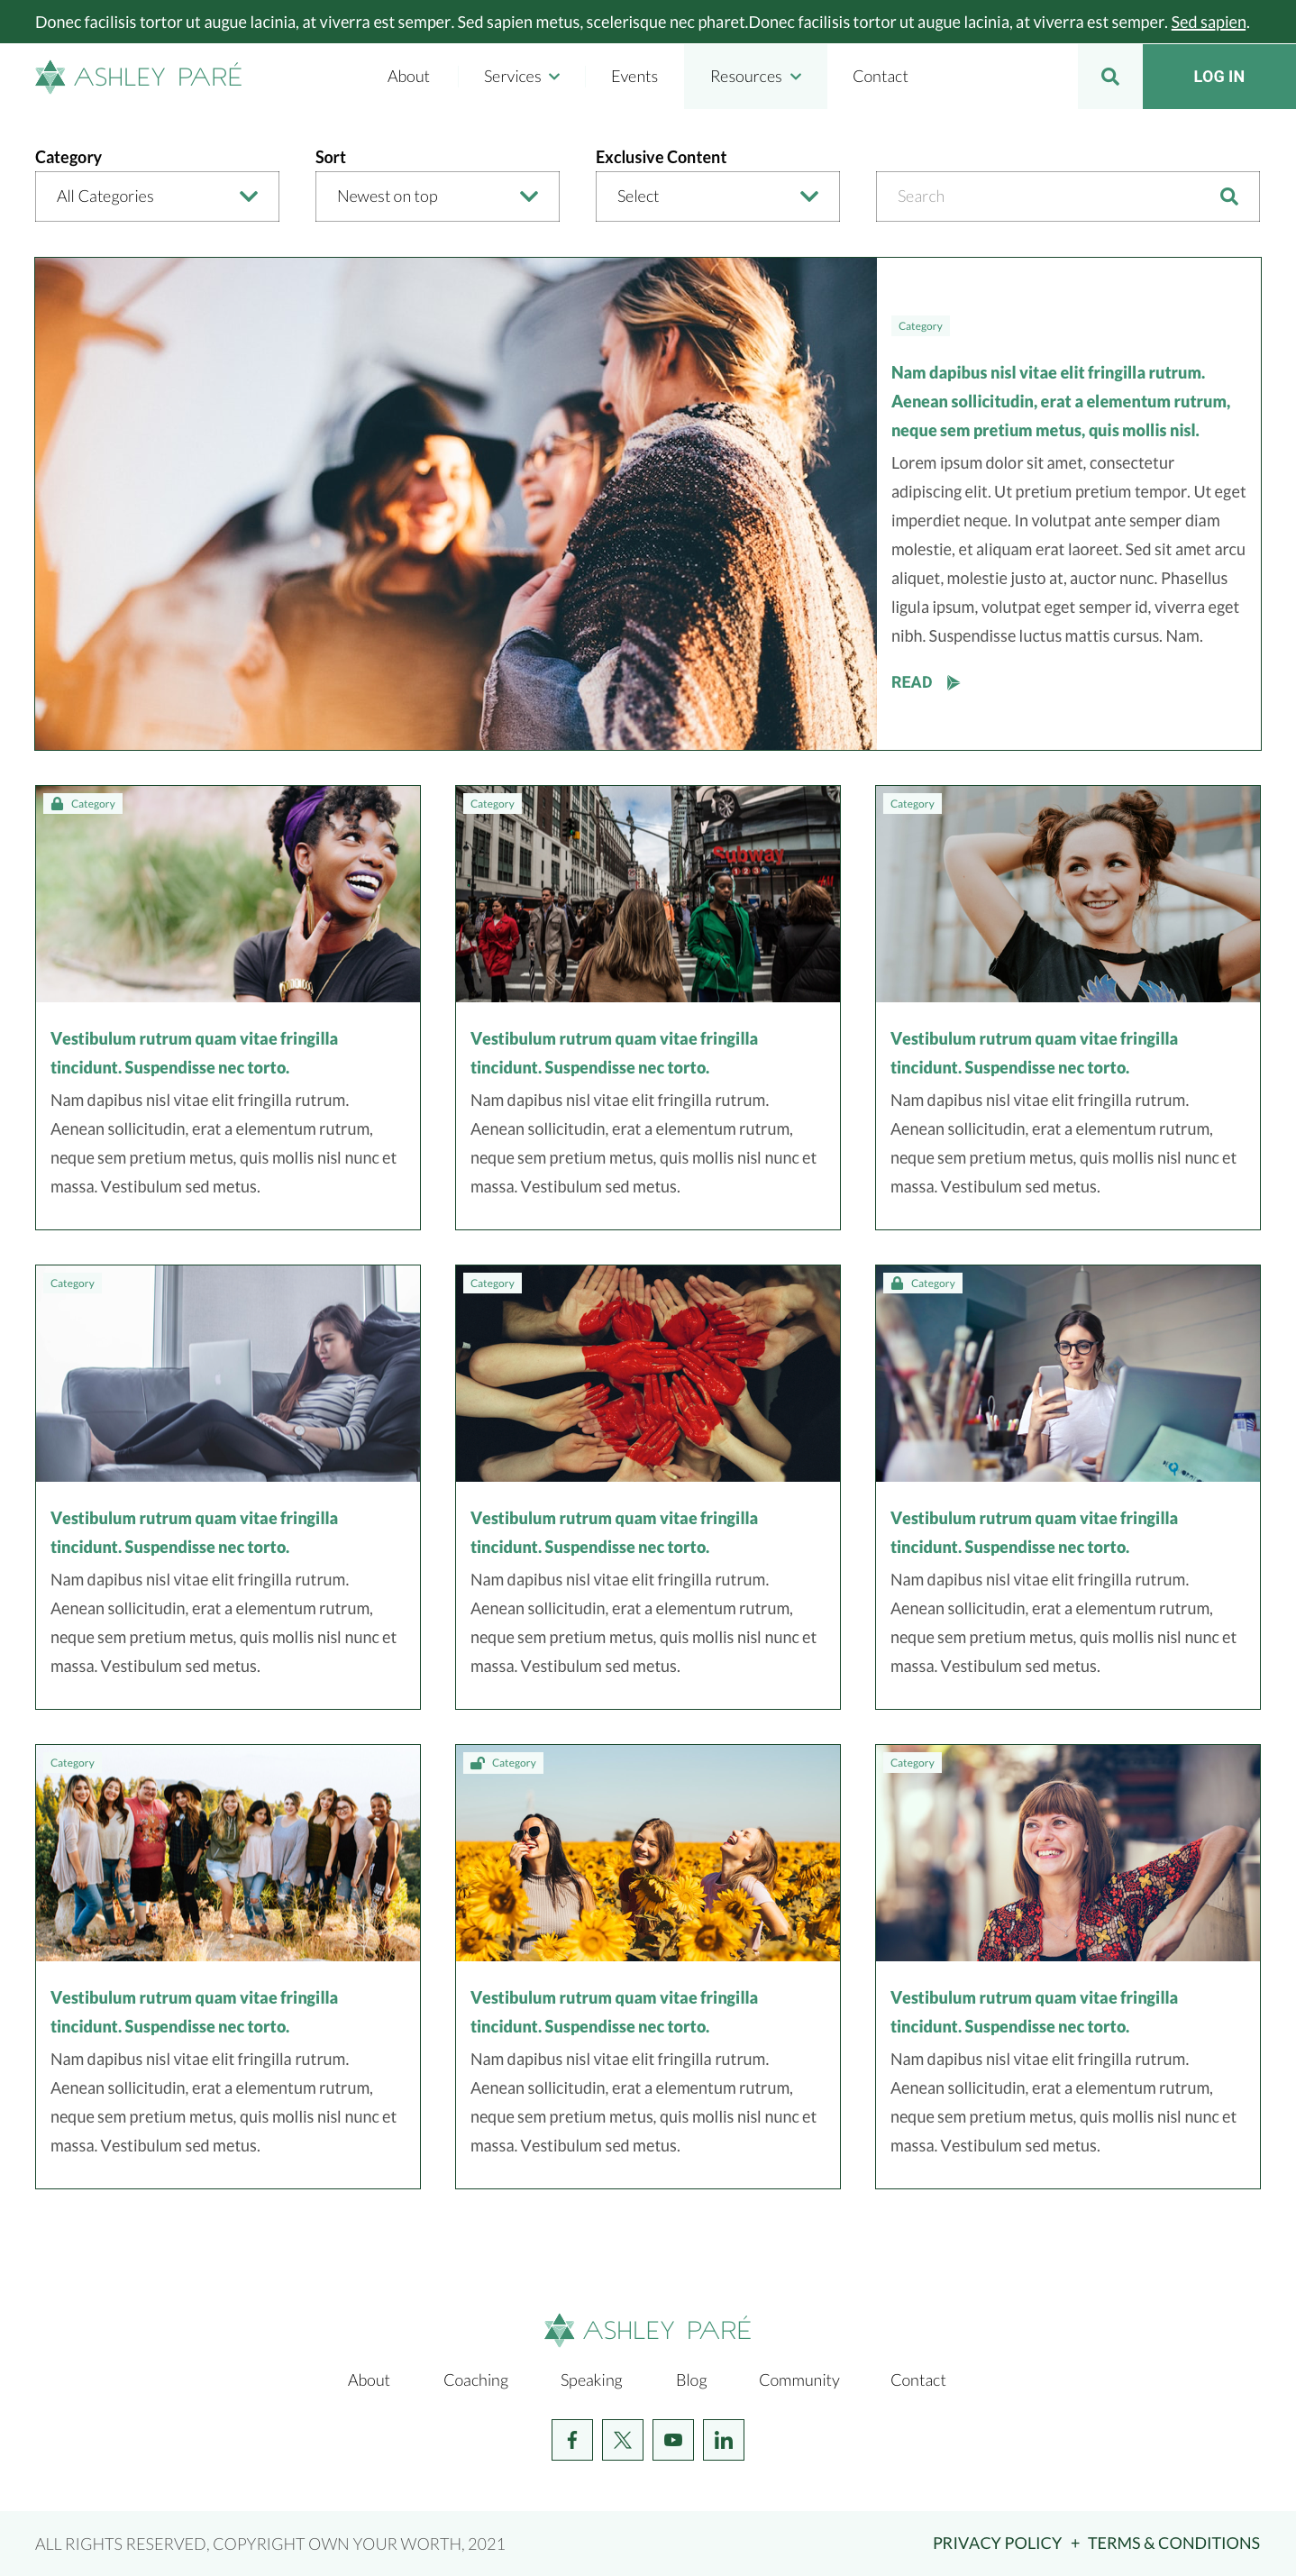 Donec facilisis tortor ut augue lacinia, at viverra est semper. Sed sapien metus, scelerisque nec pharet.Donec facilisis tortor ut augue lacinia, at viverra est semper. Sed sapien.
ASHLEY PARÉ
About Services Events Resources Contact
LOG IN
Category Sort Exclusive Content
All Categories Newest on top Select Search
Category
Nam dapibus nisl vitae elit fringilla rutrum.
Aenean sollicitudin, erat a elementum rutrum,
neque sem pretium metus, quis mollis nisl.
Lorem ipsum dolor sit amet, consectetur
adipiscing elit. Ut pretium pretium tempor. Ut eget
imperdiet neque. In volutpat ante semper diam
molestie, et aliquam erat laoreet. Sed sit amet arcu
aliquet, molestie justo at, auctor nunc. Phasellus
ligula ipsum, volutpat eget semper id, viverra eget
nibh. Suspendisse luctus mattis cursus. Nam.
READ
Category
Vestibulum rutrum quam vitae fringilla
tincidunt. Suspendisse nec torto.
Nam dapibus nisl vitae elit fringilla rutrum.
Aenean sollicitudin, erat a elementum rutrum,
neque sem pretium metus, quis mollis nisl nunc et
massa. Vestibulum sed metus.
Category
Subway
123
H&M
Vestibulum rutrum quam vitae fringilla
tincidunt. Suspendisse nec torto.
Nam dapibus nisl vitae elit fringilla rutrum.
Aenean sollicitudin, erat a elementum rutrum,
neque sem pretium metus, quis mollis nisl nunc et
massa. Vestibulum sed metus.
Category
Vestibulum rutrum quam vitae fringilla
tincidunt. Suspendisse nec torto.
Nam dapibus nisl vitae elit fringilla rutrum.
Aenean sollicitudin, erat a elementum rutrum,
neque sem pretium metus, quis mollis nisl nunc et
massa. Vestibulum sed metus.
Category
Vestibulum rutrum quam vitae fringilla
tincidunt. Suspendisse nec torto.
Nam dapibus nisl vitae elit fringilla rutrum.
Aenean sollicitudin, erat a elementum rutrum,
neque sem pretium metus, quis mollis nisl nunc et
massa. Vestibulum sed metus.
Category
Vestibulum rutrum quam vitae fringilla
tincidunt. Suspendisse nec torto.
Nam dapibus nisl vitae elit fringilla rutrum.
Aenean sollicitudin, erat a elementum rutrum,
neque sem pretium metus, quis mollis nisl nunc et
massa. Vestibulum sed metus.
Category
Vestibulum rutrum quam vitae fringilla
tincidunt. Suspendisse nec torto.
Nam dapibus nisl vitae elit fringilla rutrum.
Aenean sollicitudin, erat a elementum rutrum,
neque sem pretium metus, quis mollis nisl nunc et
massa. Vestibulum sed metus.
Category
Vestibulum rutrum quam vitae fringilla
tincidunt. Suspendisse nec torto.
Nam dapibus nisl vitae elit fringilla rutrum.
Aenean sollicitudin, erat a elementum rutrum,
neque sem pretium metus, quis mollis nisl nunc et
massa. Vestibulum sed metus.
Category
Vestibulum rutrum quam vitae fringilla
tincidunt. Suspendisse nec torto.
Nam dapibus nisl vitae elit fringilla rutrum.
Aenean sollicitudin, erat a elementum rutrum,
neque sem pretium metus, quis mollis nisl nunc et
massa. Vestibulum sed metus.
Category
Vestibulum rutrum quam vitae fringilla
tincidunt. Suspendisse nec torto.
Nam dapibus nisl vitae elit fringilla rutrum.
Aenean sollicitudin, erat a elementum rutrum,
neque sem pretium metus, quis mollis nisl nunc et
massa. Vestibulum sed metus.
ASHLEY PARÉ
About Coaching Speaking Blog Community Contact
ALL RIGHTS RESERVED, COPYRIGHT OWN YOUR WORTH, 2021
PRIVACY POLICY + TERMS & CONDITIONS